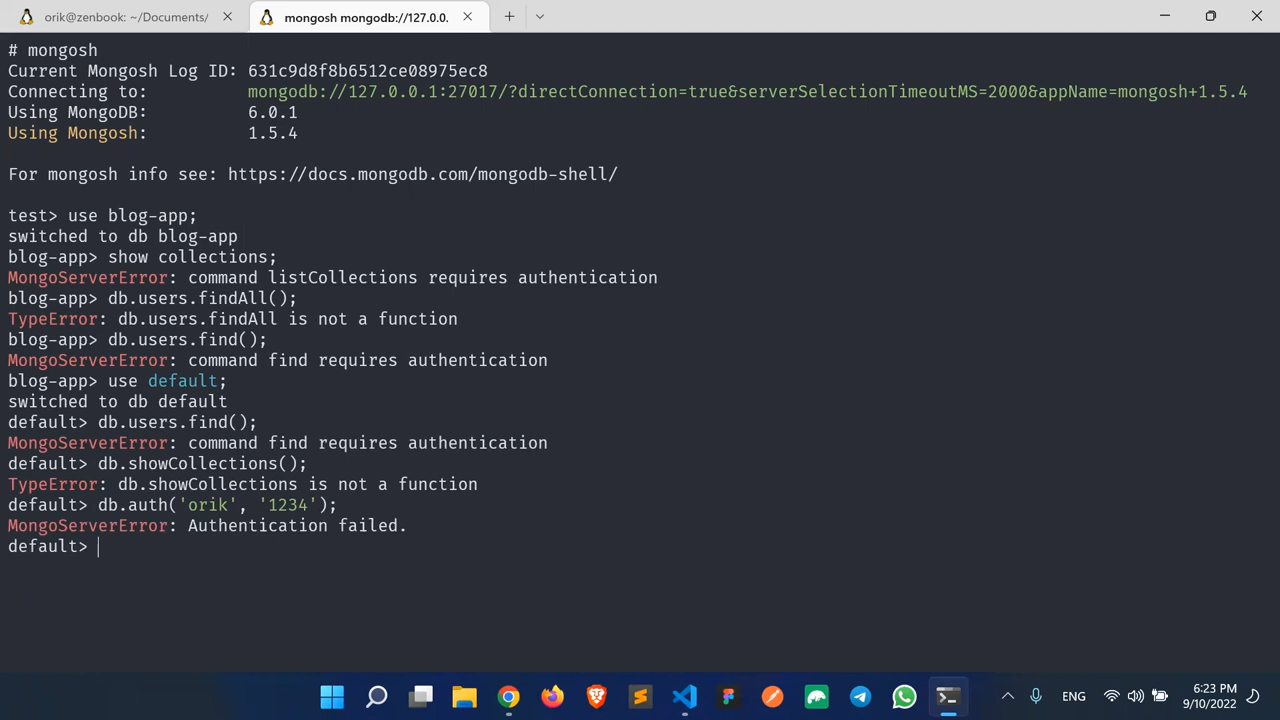 orik@zenbook: ~/Documents/
mongosh mongodb://127.0.0.
# mongosh
Current Mongosh Log ID: 631c9d8f8b6512ce08975ec8
Connecting to: mongodb://127.0.0.1:27017/?directConnection=true&serverSelectionTimeoutMS=2000&appName=mongosh+1.5.4
Using MongoDB: 6.0.1
Using Mongosh: 1.5.4
For mongosh info see: https://docs.mongodb.com/mongodb-shell/
test> use blog-app;
switched to db blog-app
blog-app> show collections;
MongoServerError: command listCollections requires authentication
blog-app> db.users.findAll();
TypeError: db.users.findAll is not a function
blog-app> db.users.find();
MongoServerError: command find requires authentication
blog-app> use default;
switched to db default
default> db.users.find();
MongoServerError: command find requires authentication
default> db.showCollections();
TypeError: db.showCollections is not a function
default> db.auth('orik', '1234');
MongoServerError: Authentication failed.
default>
ENG
6:23 PM
9/10/2022